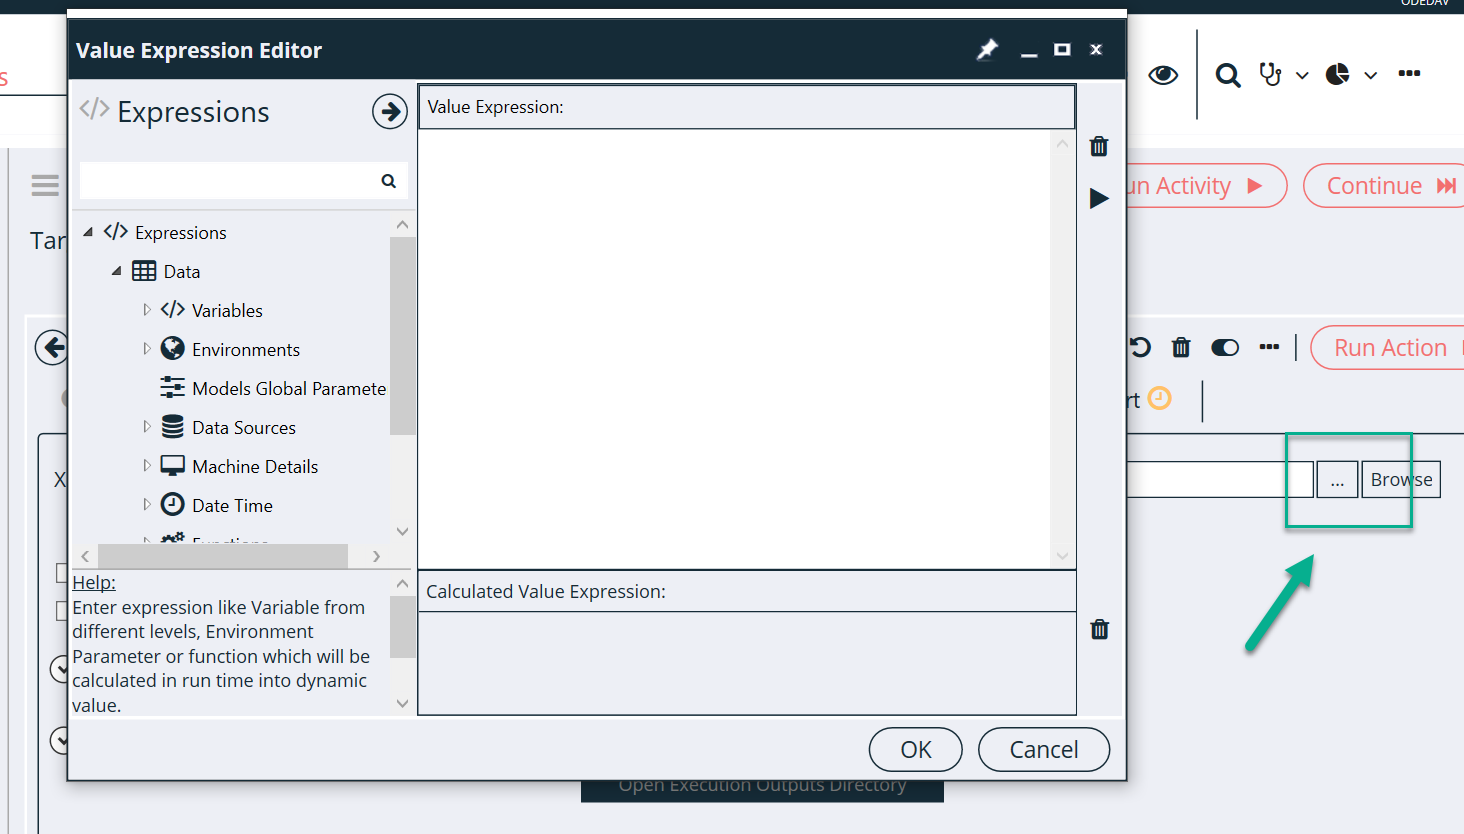 ODEDAV
s
Value Expression Editor
</> Expressions
Value Expression:
un Activity
Continue
Tar
</> Expressions
Data
</> Variables
Environments
Models Global Paramete
Data Sources
Machine Details
Date Time
Functions
Run Action
rt
X
...
Browse
Help:
Enter expression like Variable from
different levels, Environment
Parameter or function which will be
calculated in run time into dynamic
value.
Calculated Value Expression:
OK
Cancel
Open Execution Outputs Directory